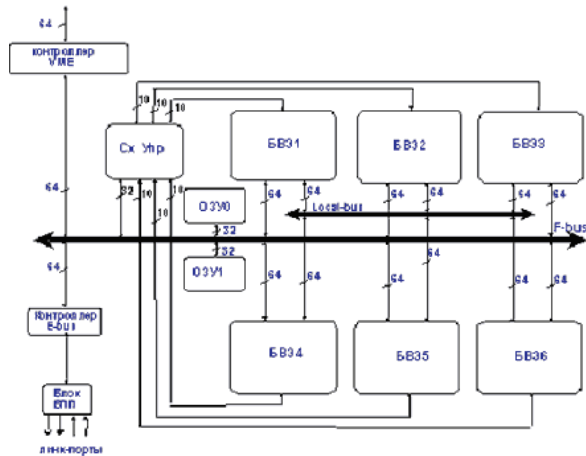 64
контроллер
VME
10
10
10
Сх Упр
БВЭ1
БВЭ2
БВЭ3
64
32
10
10
10
ОЗУ0
64
64
64
64
64
64
Local-bus
32
F-bus
32
64
ОЗУ1
64
64
64
64
64
64
Контроллер
E-bus
БВЭ4
БВЭ5
БВЭ6
Блок
ВПП
линк-порты